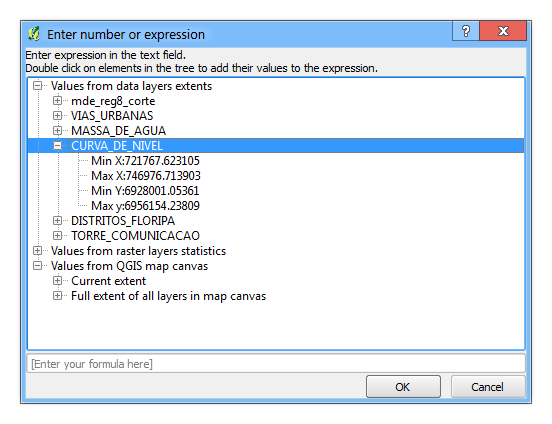 Enter number or expression
Enter expression in the text field.
Double click on elements in the tree to add their values to the expression.
Values from data layers extents
mde_reg8_corte
VIAS_URBANAS
MASSA_DE_AGUA
CURVA_DE_NIVEL
Min X:721767.623105
Max X:746976.713903
Min Y:6928001.05361
Max y:6956154.23809
DISTRITOS_FLORIPA
TORRE_COMUNICACAO
Values from raster layers statistics
Values from QGIS map canvas
Current extent
Full extent of all layers in map canvas
[Enter your formula here]
OK Cancel